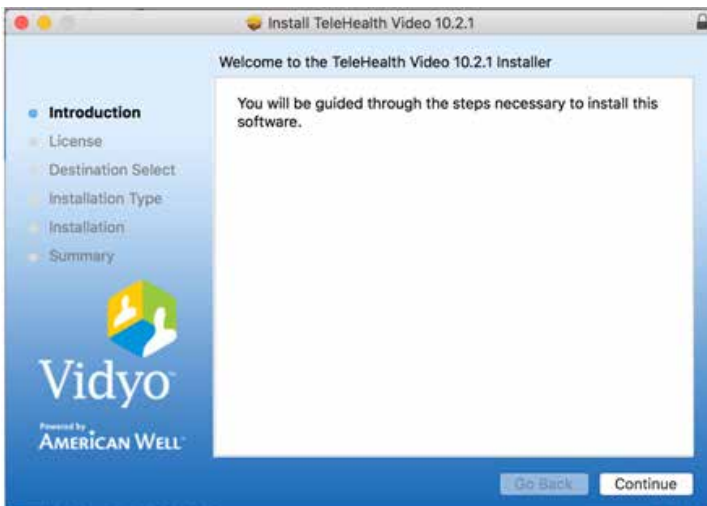 Install TeleHealth Video 10.2.1
Welcome to the TeleHealth Video 10.2.1 Installer
Introduction
License
Destination Select
Installation Type
Installation
Summary
You will be guided through the steps necessary to install this
software.
Vidyo
Powered by
AMERICAN WELL
Go Back
Continue